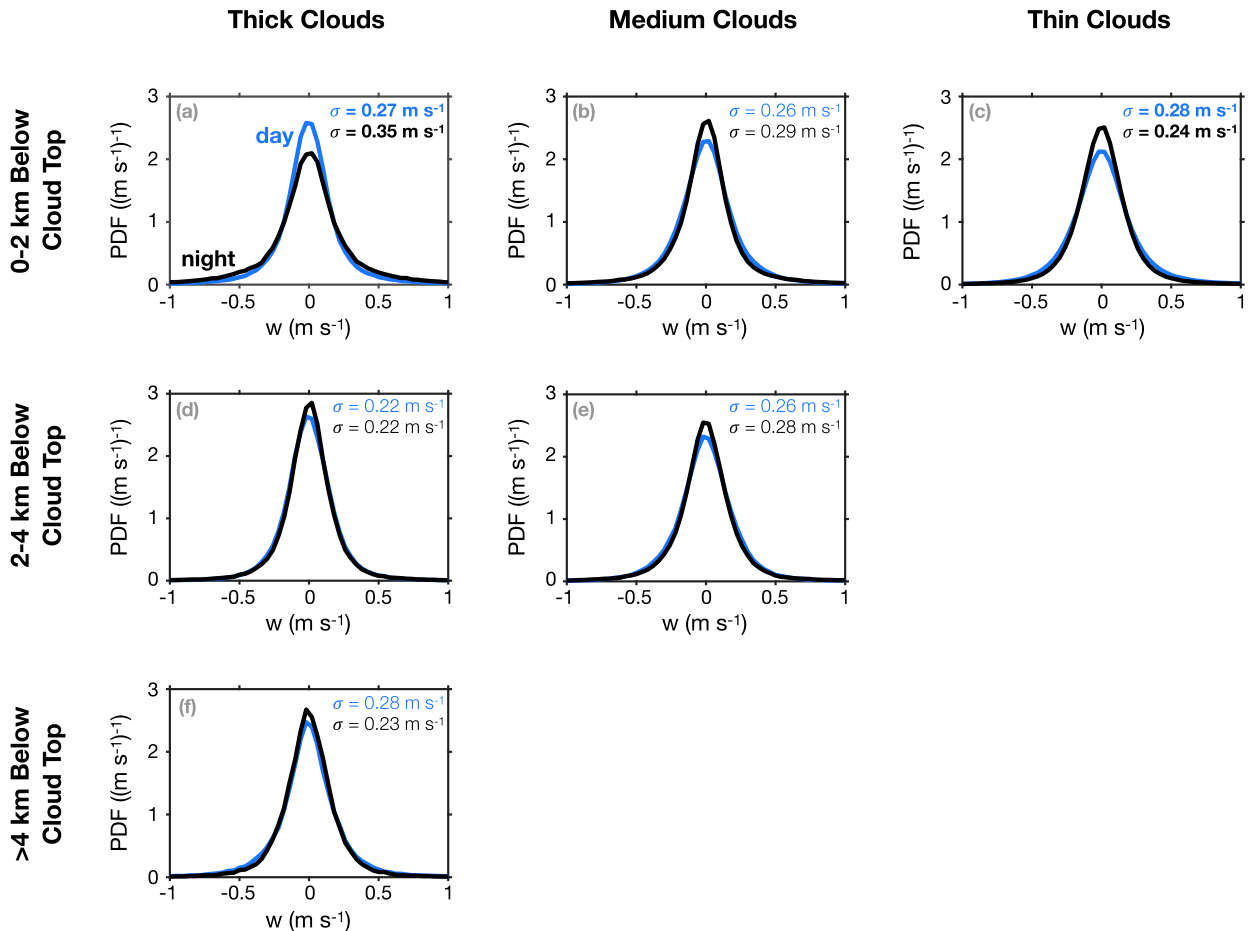 Thick Clouds
Medium Clouds
Thin Clouds
0-2 km Below
Cloud Top
(a)
σ = 0.27 m s-1
σ = 0.35 m s-1
day
night
3
2
1
0
PDF ((m s-1)-1)
-1 -0.5 0 0.5 1
w (m s-1)
(b)
σ = 0.26 m s-1
σ = 0.29 m s-1
3
2
1
0
PDF ((m s-1)-1)
-1 -0.5 0 0.5 1
w (m s-1)
(c)
σ = 0.28 m s-1
σ = 0.24 m s-1
3
2
1
0
PDF ((m s-1)-1)
-1 -0.5 0 0.5 1
w (m s-1)
2-4 km Below
Cloud Top
(d)
σ = 0.22 m s-1
σ = 0.22 m s-1
3
2
1
0
PDF ((m s-1)-1)
-1 -0.5 0 0.5 1
w (m s-1)
(e)
σ = 0.26 m s-1
σ = 0.28 m s-1
3
2
1
0
PDF ((m s-1)-1)
-1 -0.5 0 0.5 1
w (m s-1)
>4 km Below
Cloud Top
(f)
σ = 0.28 m s-1
σ = 0.23 m s-1
3
2
1
0
PDF ((m s-1)-1)
-1 -0.5 0 0.5 1
w (m s-1)